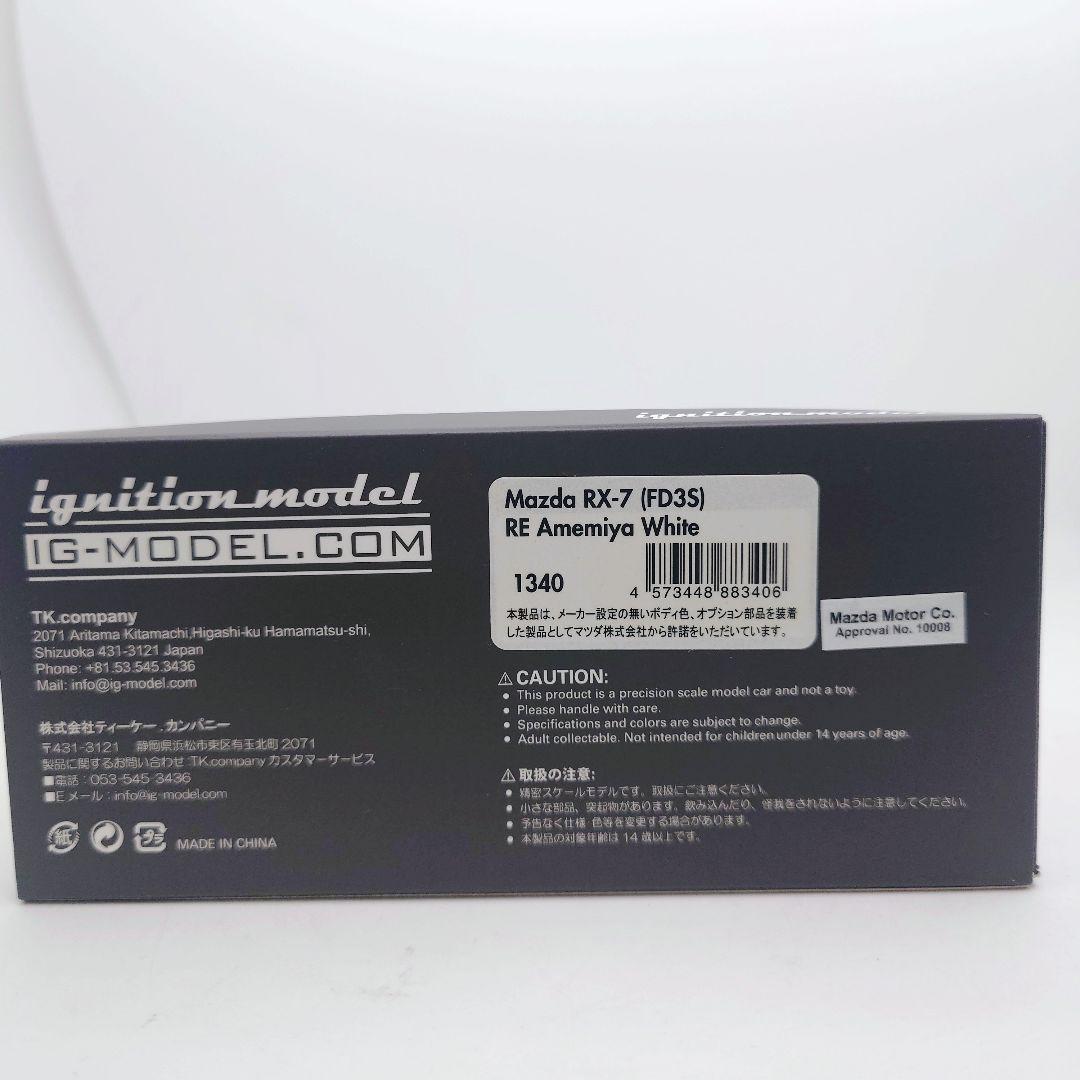 ignition model
ignition model
IG-MODEL.COM
TK.company
2071 Aritama Kitamachi,Higashi-ku Hamamatsu-shi,
Shizuoka 431-3121 Japan
Phone: +81.53.545.3436
Mail: info@ig-model.com
株式会社ティーケー.カンパニー
〒431-3121 静岡県浜松市東区有玉北町2071
製品に関するお問い合わせ TK.company カスタマーサービス
■電話：053-545-3436
■Eメール：info@ig-model.com
紙
プラ
MADE IN CHINA
Mazda RX-7 (FD3S)
RE Amemiya White
1340
4 573448 883406
本製品は、メーカー設定の無いボディ色、オプション部品を装着
した製品としてマツダ株式会社から許諾をいただいています。
Mazda Motor Co.
Approval No. 10008
⚠CAUTION:
• This product is a precision scale model car and not a toy.
• Please handle with care.
• Specifications and colors are subject to change.
• Adult collectable. Not intended for children under 14 years of age.
⚠取扱の注意:
• 精密スケールモデルです。取扱にご注意ください。
• 小さな部品、突起物があります。飲み込んだり、怪我をされないように注意してください。
• 予告なく仕様·色等を変更する場合があります。
• 本製品の対象年齢は14歳以上です。